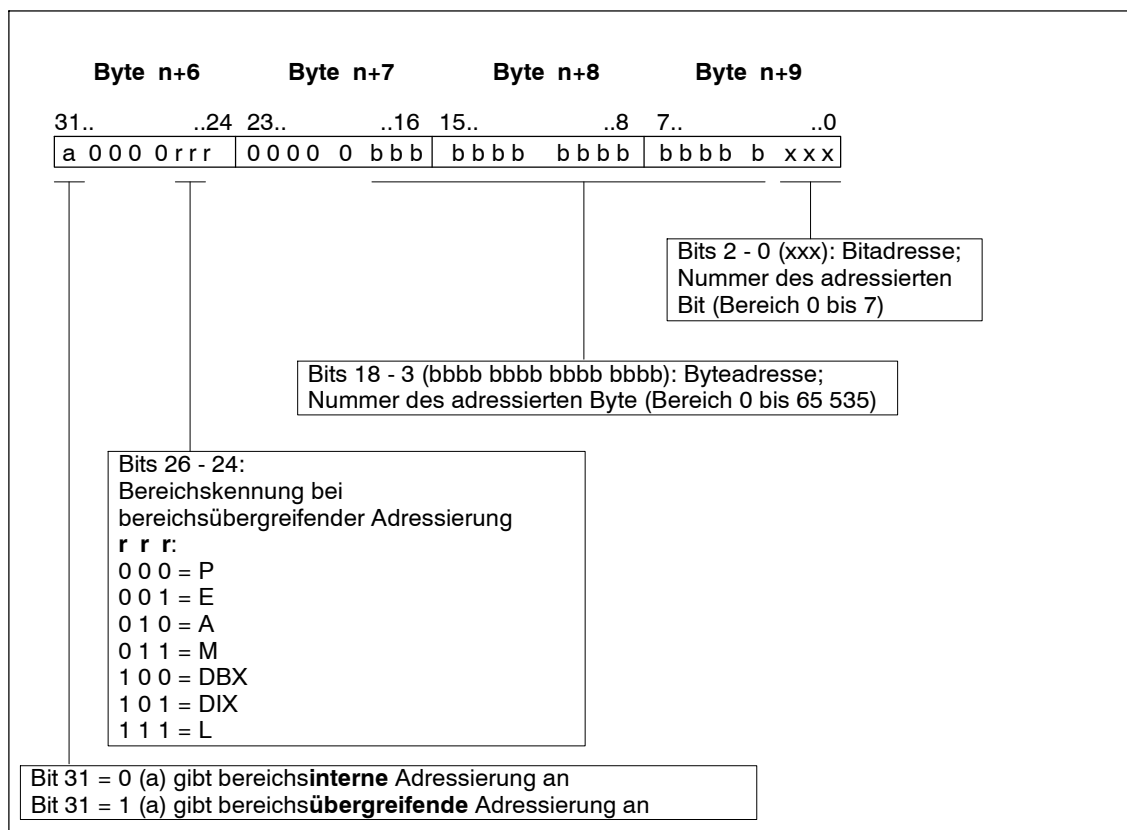 Byte n+6 Byte n+7 Byte n+8 Byte n+9
31.. ..24 23.. ..16 15.. ..8 7.. ..0
a 0 0 0 0 r r r 0 0 0 0 0 b b b b b b b b b b b b b b b b x x x
Bits 2 - 0 (xxx): Bitadresse;
Nummer des adressierten
Bit (Bereich 0 bis 7)
Bits 18 - 3 (bbbb bbbb bbbb bbbb): Byteadresse;
Nummer des adressierten Byte (Bereich 0 bis 65 535)
Bits 26 - 24:
Bereichskennung bei
bereichsübergreifender Adressierung
r r r:
0 0 0 = P
0 0 1 = E
0 1 0 = A
0 1 1 = M
1 0 0 = DBX
1 0 1 = DIX
1 1 1 = L
Bit 31 = 0 (a) gibt bereichsinterne Adressierung an
Bit 31 = 1 (a) gibt bereichsübergreifende Adressierung an